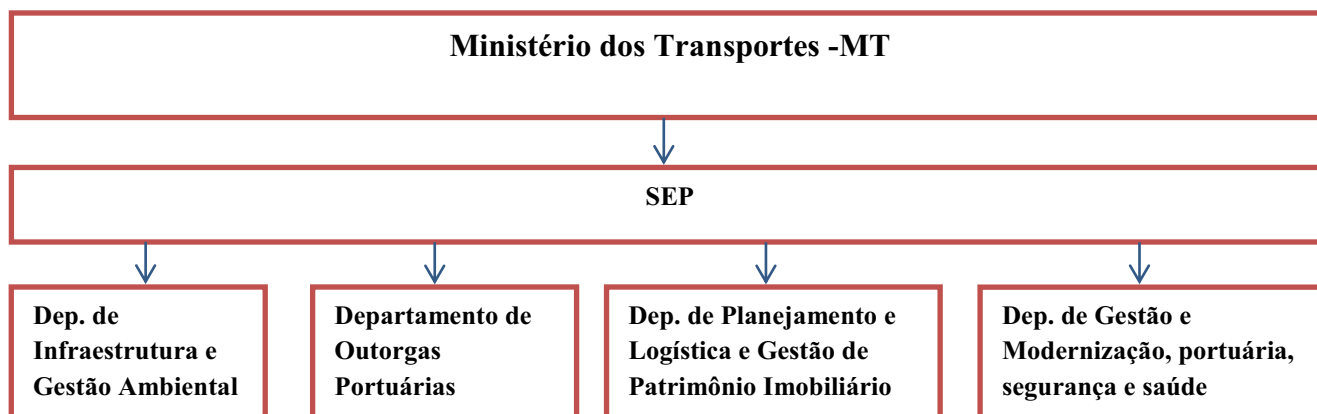 Ministério dos Transportes -MT
SEP
Dep. de
Infraestrutura e
Gestão Ambiental
Departamento de
Outorgas
Portuárias
Dep. de Planejamento e
Logística e Gestão de
Patrimônio Imobiliário
Dep. de Gestão e
Modernização, portuária,
segurança e saúde